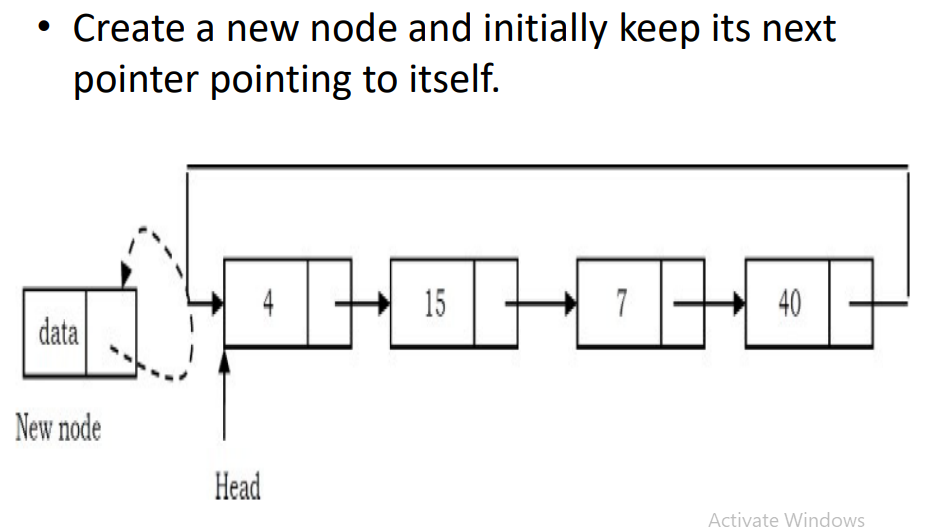 • Create a new node and initially keep its next
pointer pointing to itself.
4 15 7 40
data
New node
Head
Activate Windows